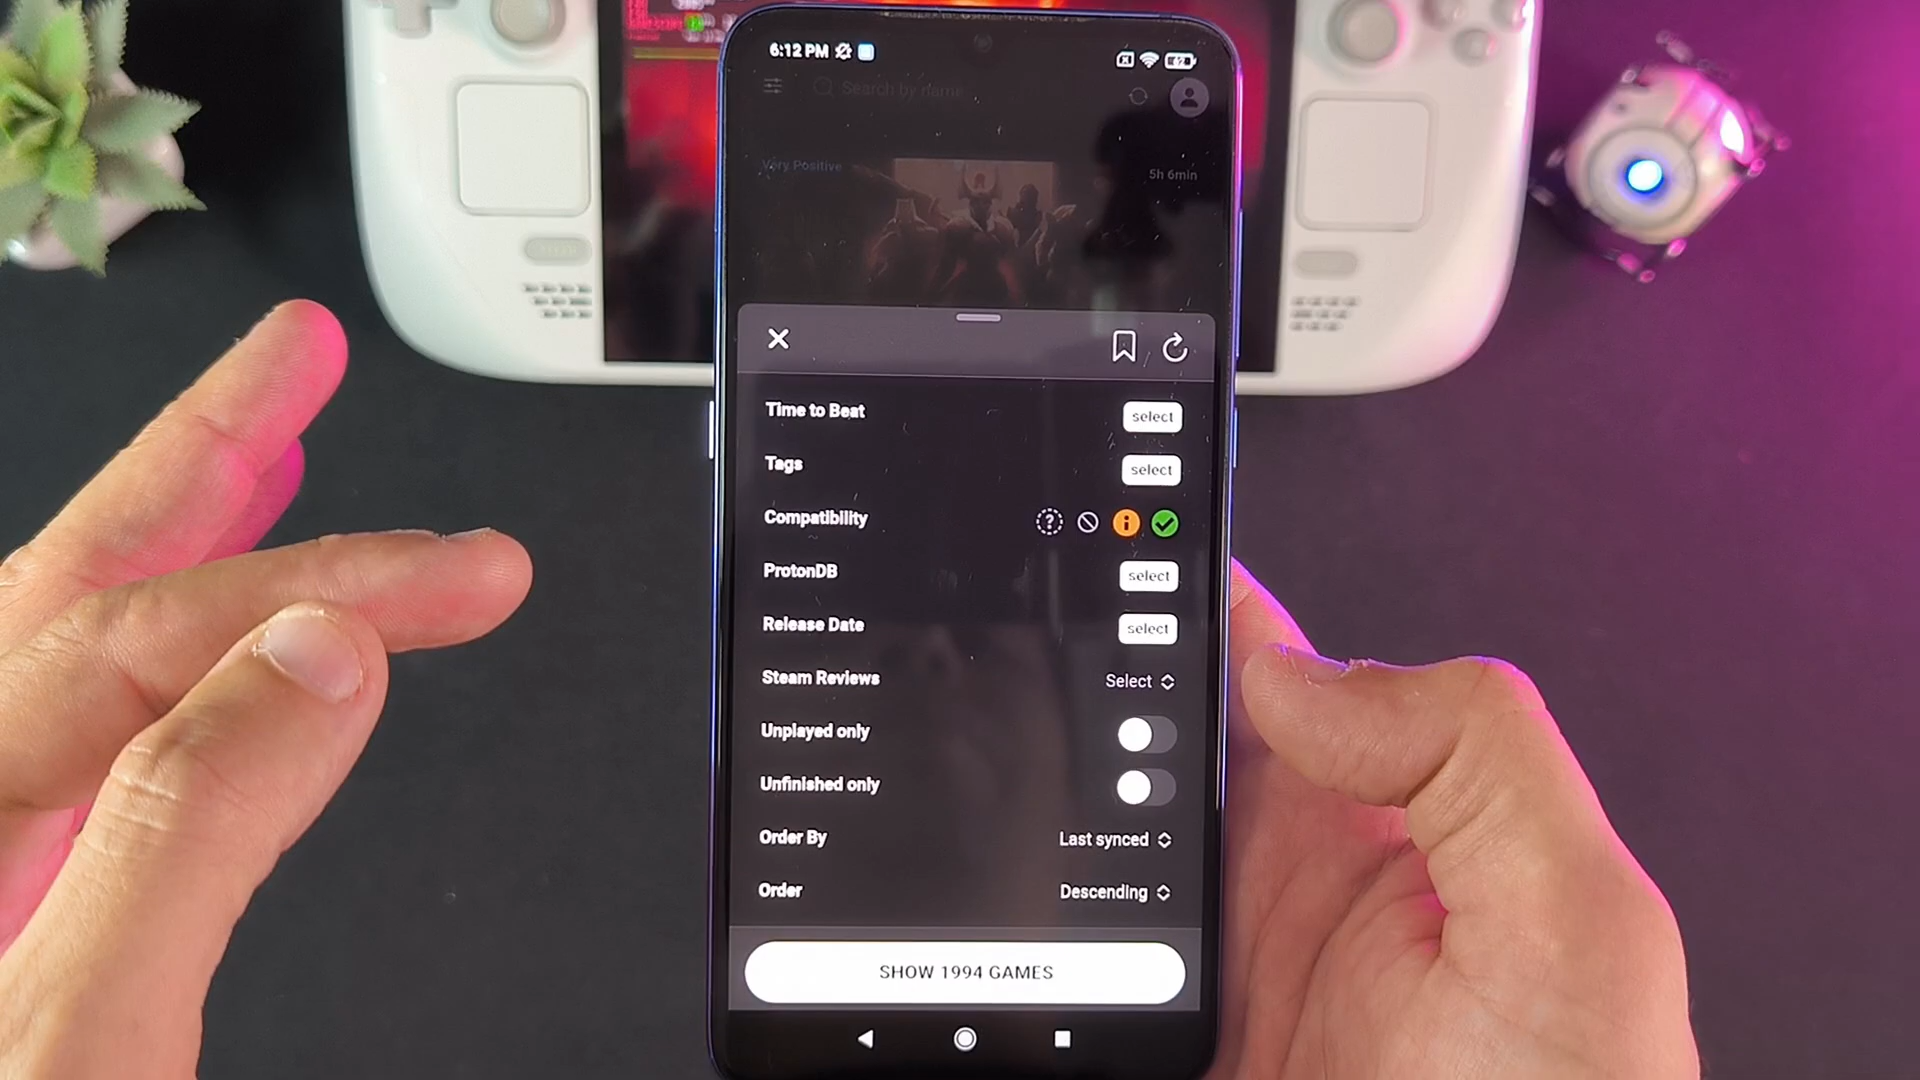 6:12 PM
Search by name
Very Positive
5h 6min
Time to Beat select
Tags select
Compatibility
ProtonDB select
Release Date select
Steam Reviews Select
Unplayed only
Unfinished only
Order By Last synced
Order Descending
SHOW 1994 GAMES